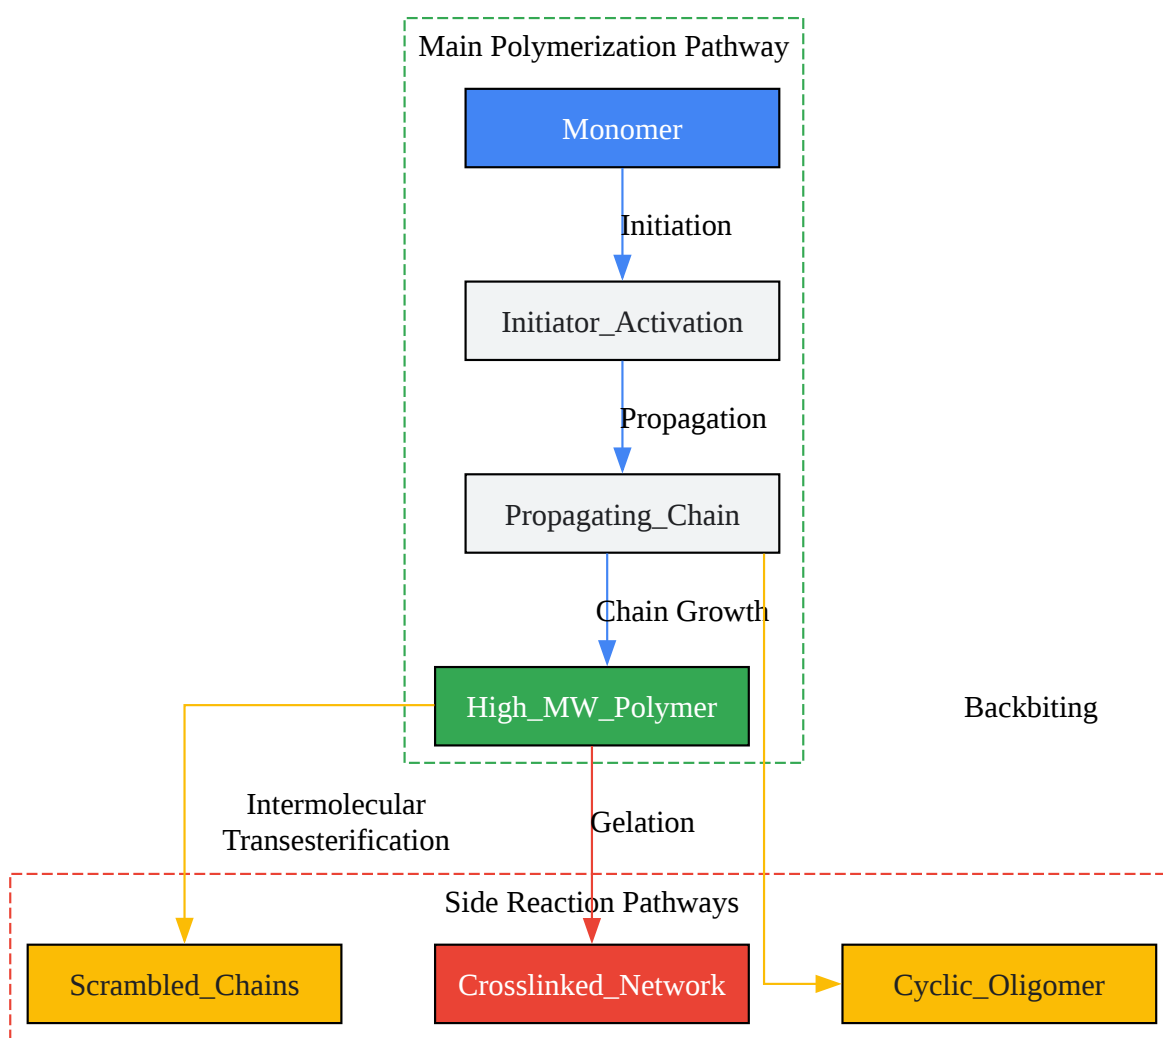 Main Polymerization Pathway
Monomer
Initiation
Initiator_Activation
Propagation
Propagating_Chain
Chain Growth
High_MW_Polymer
Backbiting
Intermolecular
Transesterification
Gelation
Side Reaction Pathways
Scrambled_Chains
Crosslinked_Network
Cyclic_Oligomer